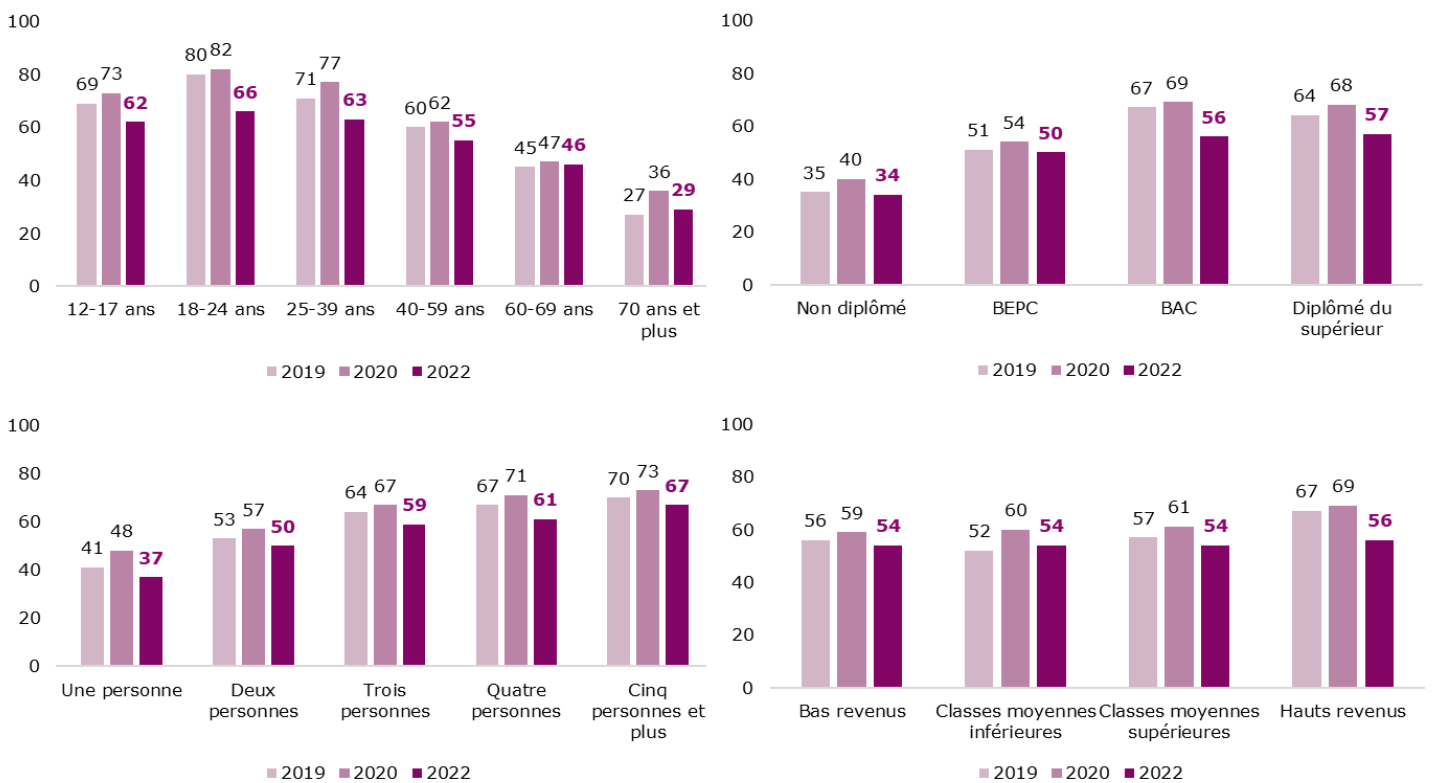 100
80
60
40
20
0
69 73 62
80 82 66
71 77 63
60 62 55
45 47 46
27 36 29
12-17 ans 18-24 ans 25-39 ans 40-59 ans 60-69 ans 70 ans et
plus
2019 2020 2022
100
80
60
40
20
0
35 40 34
51 54 50
67 69 56
64 68 57
Non diplômé BEPC BAC Diplômé du
supérieur
2019 2020 2022
100
80
60
40
20
0
41 48 37
53 57 50
64 67 59
67 71 61
70 73 67
Une personne Deux Trois Quatre Cinq
personnes personnes personnes personnes et
plus
2019 2020 2022
100
80
60
40
20
0
56 59 54
52 60 54
57 61 54
67 69 56
Bas revenus Classes moyennes Classes moyennes Hauts revenus
inférieures supérieures
2019 2020 2022